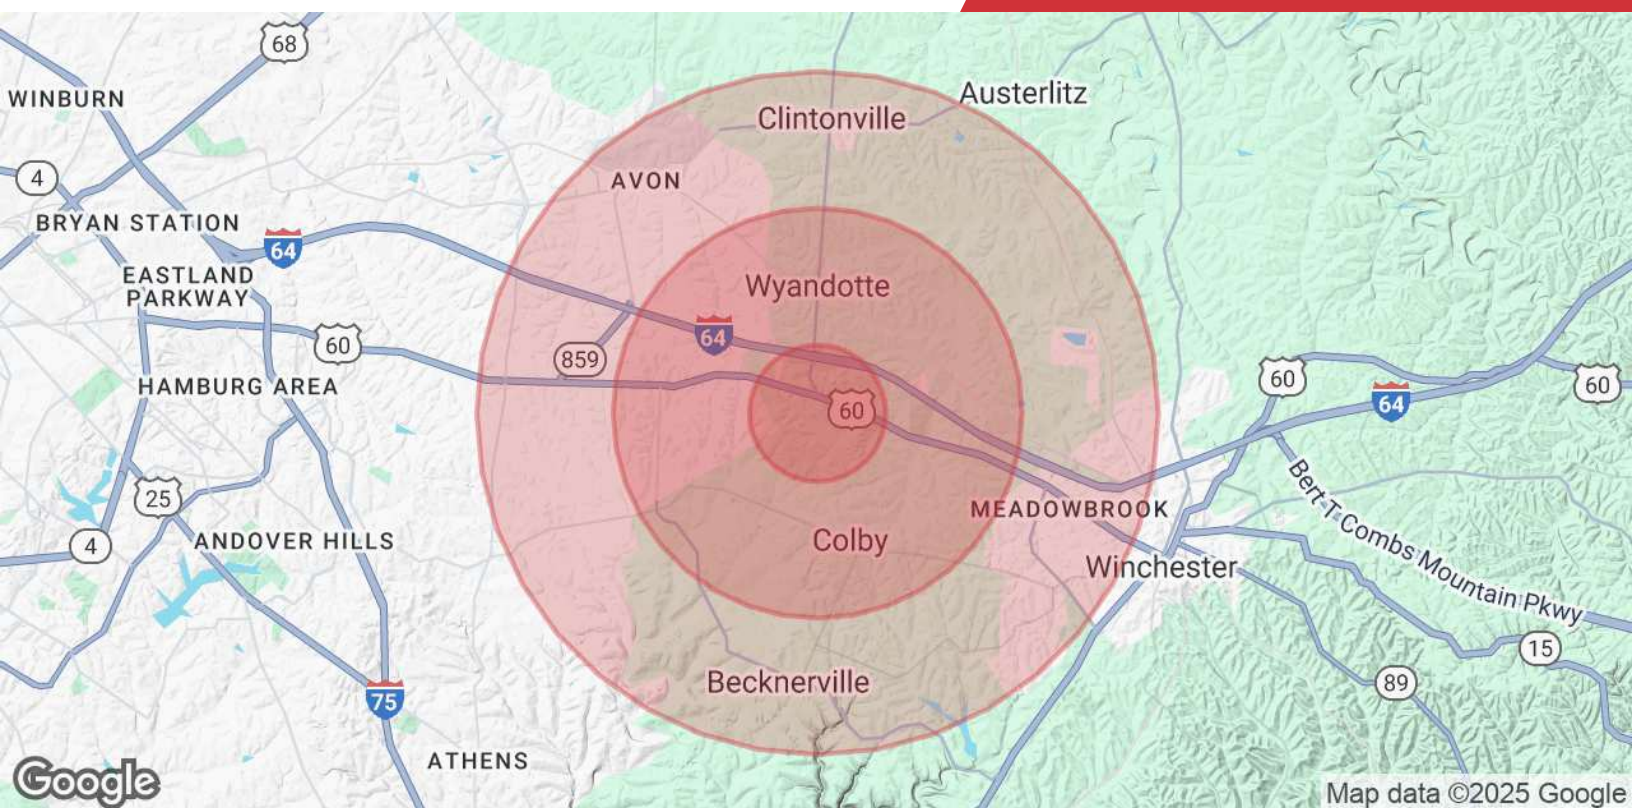 68
WINBURN
Austerlitz
Clintonville
4
AVON
BRYAN STATION
64
EASTLAND
PARKWAY
Wyandotte
64
60
859
60
60
HAMBURG AREA
64
60
25
MEADOWBROOK
4
ANDOVER HILLS
Colby
Winchester
Bert T Combs Mountain Pkwy
15
Becknerville
89
75
ATHENS
Google
Map data ©2025 Google